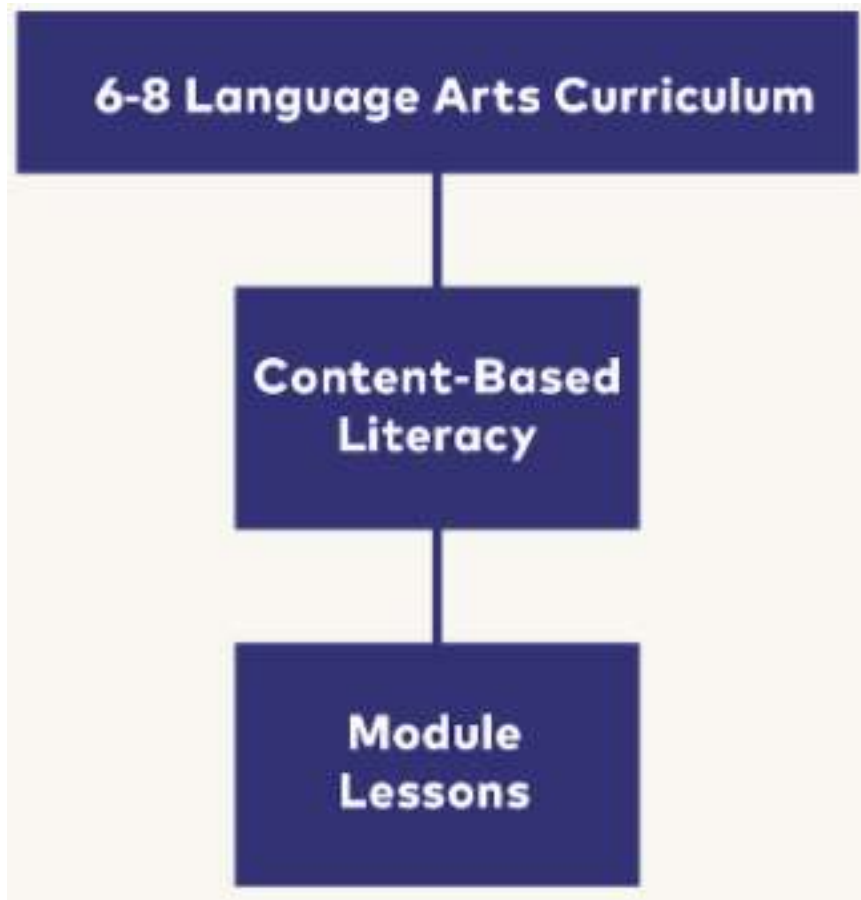 6-8 Language Arts Curriculum
Content-Based
Literacy
Module
Lessons